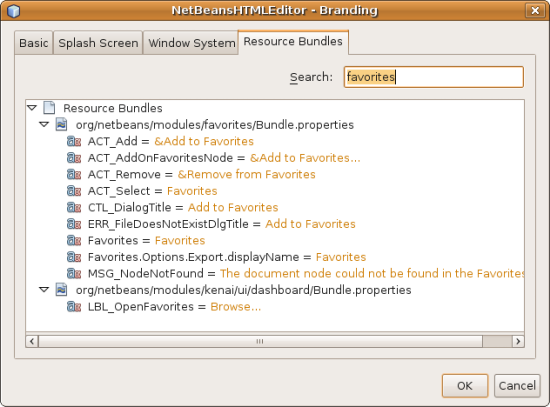 NetBeansHTMLEditor - Branding
Basic Splash Screen Window System Resource Bundles
Search: favorites
Resource Bundles
org/netbeans/modules/favorites/Bundle.properties
ACT_Add = &Add to Favorites
ACT_AddOnFavoritesNode = &Add to Favorites...
ACT_Remove = &Remove from Favorites
ACT_Select = Favorites
CTL_DialogTitle = Add to Favorites
ERR_FileDoesNotExistDlgTitle = Add to Favorites
Favorites = Favorites
Favorites.Options.Export.displayName = Favorites
MSG_NodeNotFound = The document node could not be found in the Favorites
org/netbeans/modules/kenai/ui/dashboard/Bundle.properties
LBL_OpenFavorites = Browse...
OK Cancel